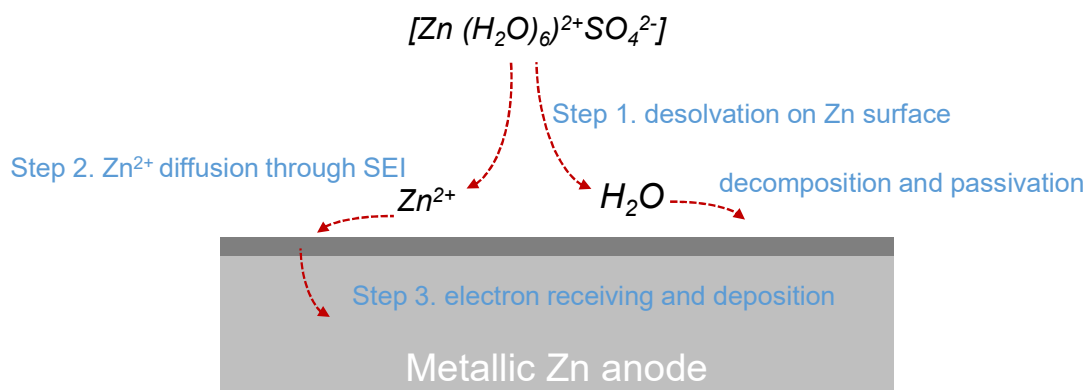 [Zn (H₂O)₆)²⁺SO₄²⁻]
Step 1. desolvation on Zn surface
Step 2. Zn²⁺ diffusion through SEI
decomposition and passivation
Zn²⁺
H₂O
Step 3. electron receiving and deposition
Metallic Zn anode